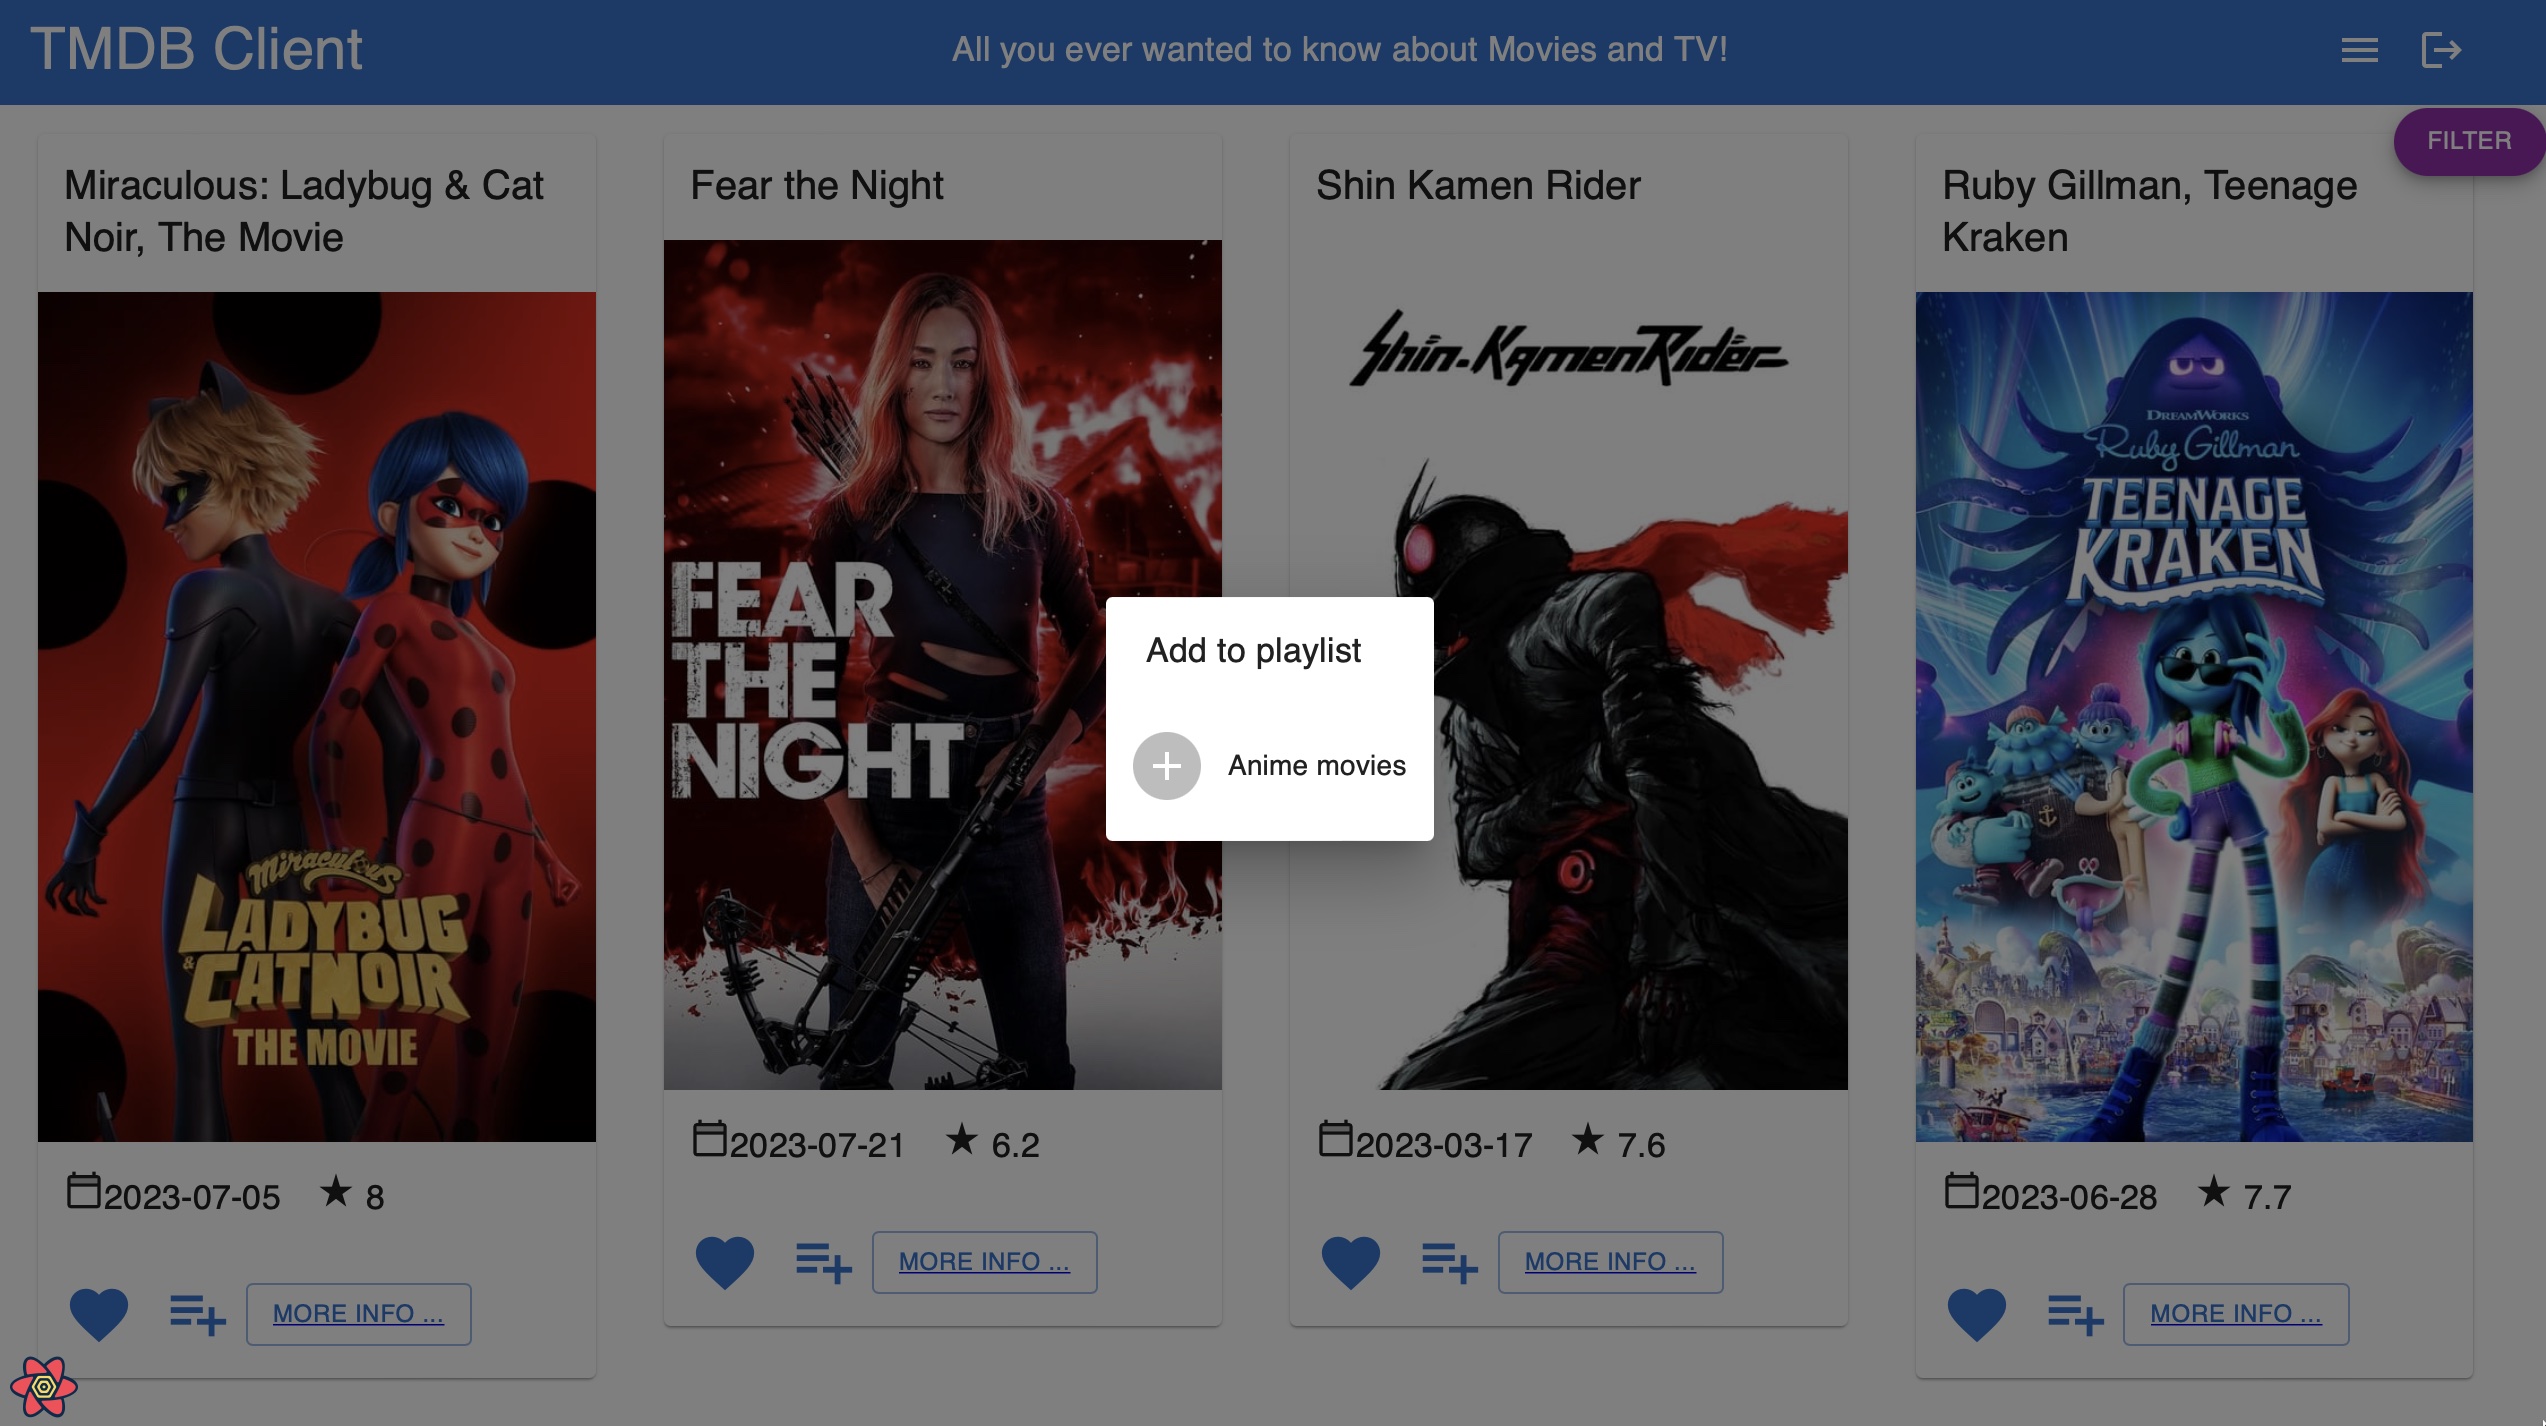 TMDB Client
All you ever wanted to know about Movies and TV!
FILTER
Miraculous: Ladybug & Cat
Noir, The Movie
Miraculous
LADYBUG
& CATNOIR
THE MOVIE
2023-07-05 ★ 8
MORE INFO ...
Fear the Night
FEAR
THE
NIGHT
2023-07-21 ★ 6.2
MORE INFO ...
Shin Kamen Rider
Shin·KamenRider
2023-03-17 ★ 7.6
MORE INFO ...
Ruby Gillman, Teenage
Kraken
DREAMWORKS
Ruby Gillman
TEENAGE
KRAKEN
2023-06-28 ★ 7.7
MORE INFO ...
Add to playlist
Anime movies